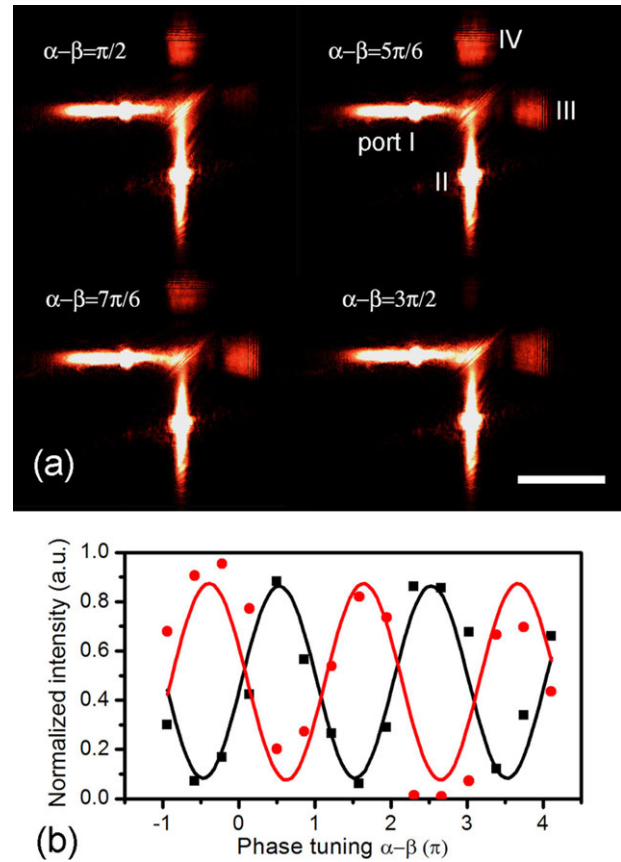 α−β=π/2
IV
α−β=5π/6
III
port I
II
α−β=7π/6
α−β=3π/2
(a)
1.0
0.8
0.6
0.4
0.2
0.0
Normalized intensity (a.u.)
-1 0 1 2 3 4
Phase tuning α−β (π)
(b)